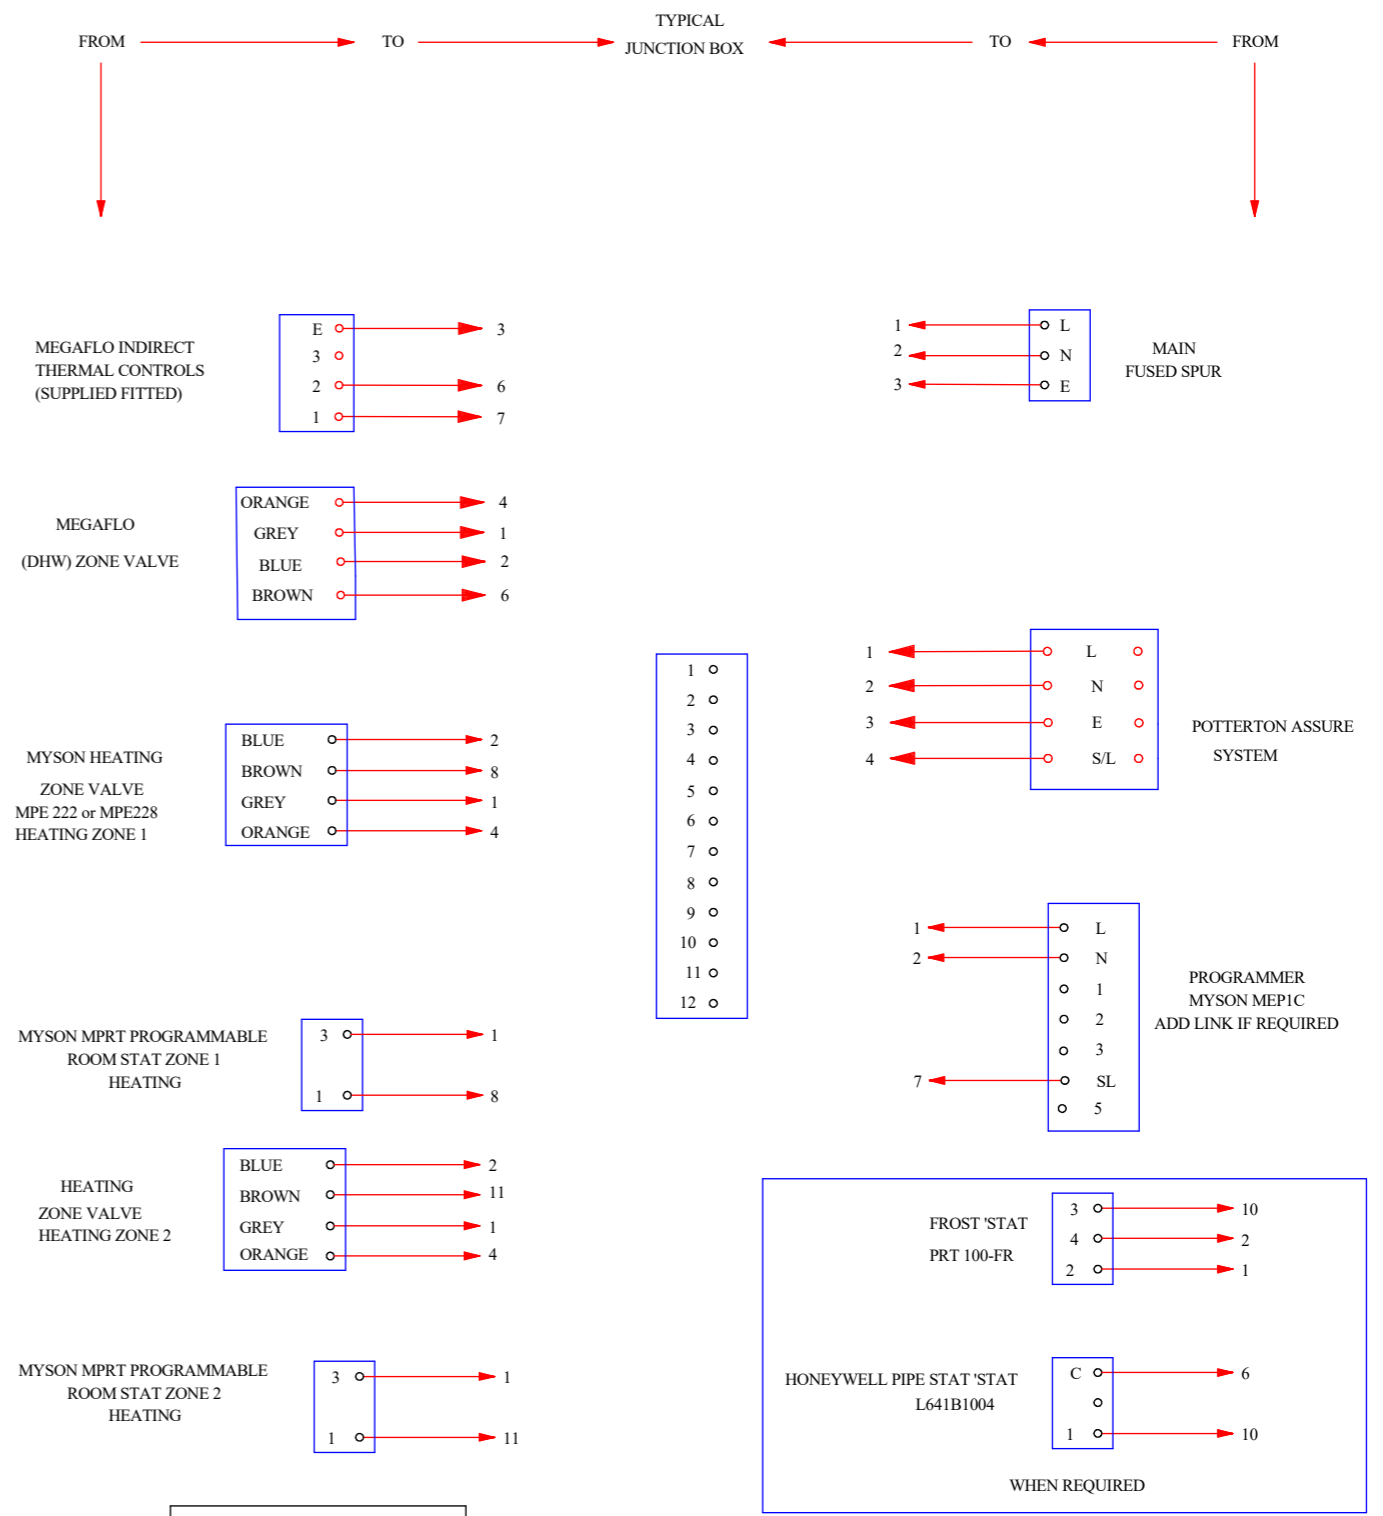 FROM TO TYPICAL TO FROM
JUNCTION BOX
MEGAFLO INDIRECT
THERMAL CONTROLS
(SUPPLIED FITTED)
E 3
3
2 6
1 7
MEGAFLO
(DHW) ZONE VALVE
ORANGE 4
GREY 1
BLUE 2
BROWN 6
MYSON HEATING
ZONE VALVE
MPE 222 or MPE228
HEATING ZONE 1
BLUE 2
BROWN 8
GREY 1
ORANGE 4
MYSON MPRT PROGRAMMABLE
ROOM STAT ZONE 1
HEATING
3 1
1 8
HEATING
ZONE VALVE
HEATING ZONE 2
BLUE 2
BROWN 11
GREY 1
ORANGE 4
MYSON MPRT PROGRAMMABLE
ROOM STAT ZONE 2
HEATING
3 1
1 11
1
2
3
4
5
6
7
8
9
10
11
12
1 L
2 N
3 E
MAIN
FUSED SPUR
1 L
2 N
3 E
4 S/L
POTTERTON ASSURE
SYSTEM
1 L
2 N
1
2
3
7 SL
5
PROGRAMMER
MYSON MEP1C
ADD LINK IF REQUIRED
FROST 'STAT
PRT 100-FR
3 10
4 2
2 1
HONEYWELL PIPE STAT 'STAT
L641B1004
C 6
1 10
WHEN REQUIRED